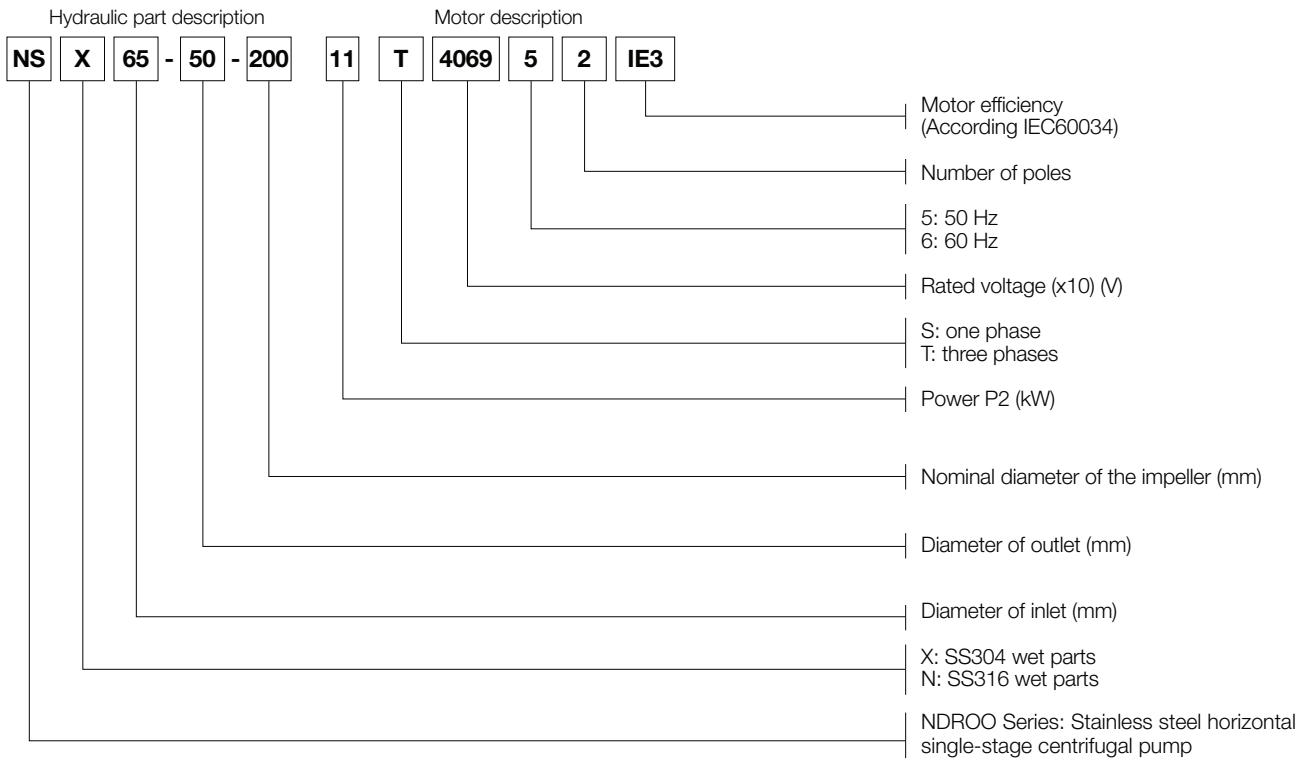 Hydraulic part description Motor description
NS X 65 - 50 - 200 11 T 4069 5 2 IE3
Motor efficiency
(According IEC60034)
Number of poles
5: 50 Hz
6: 60 Hz
Rated voltage (x10) (V)
S: one phase
T: three phases
Power P2 (kW)
Nominal diameter of the impeller (mm)
Diameter of outlet (mm)
Diameter of inlet (mm)
X: SS304 wet parts
N: SS316 wet parts
NDROO Series: Stainless steel horizontal
single-stage centrifugal pump